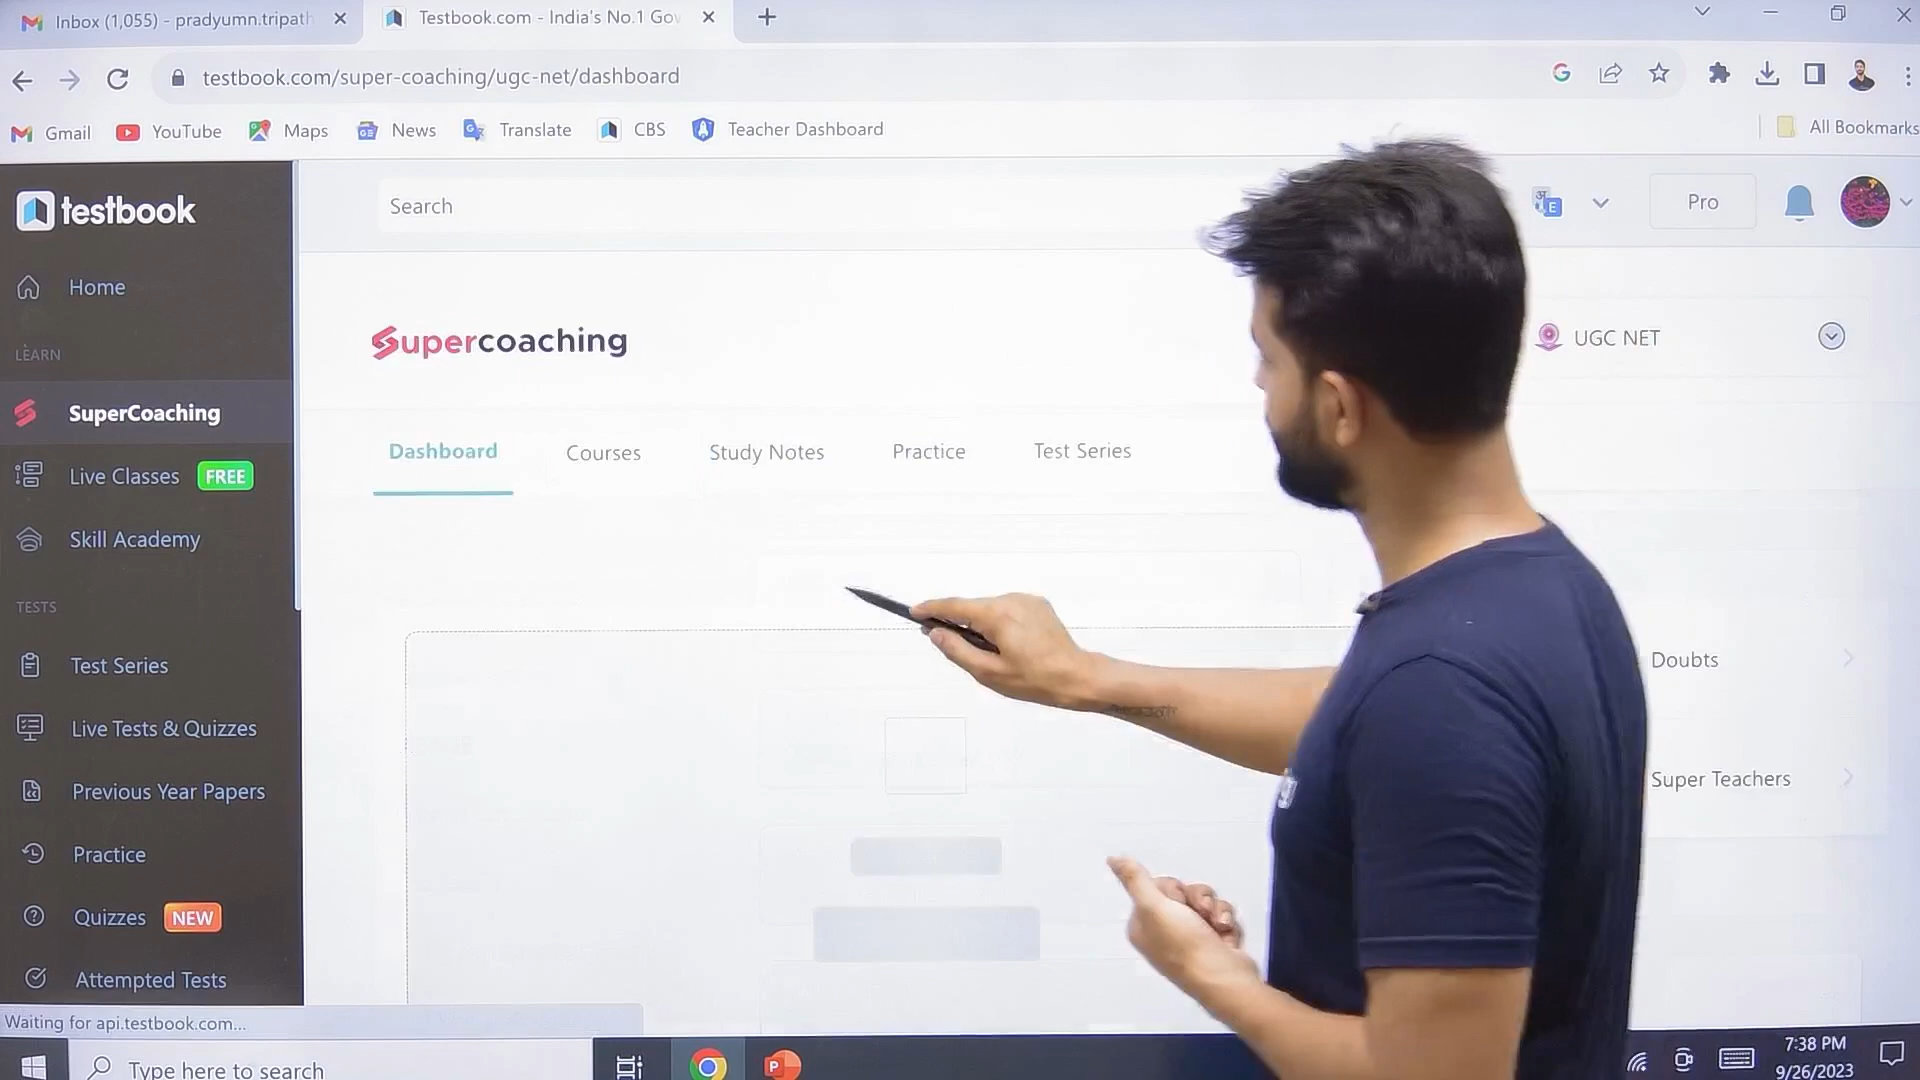 Inbox (1,055) - pradyumn.tripath
Testbook.com - India's No.1 Gov
testbook.com/super-coaching/ugc-net/dashboard
Gmail
YouTube
Maps
News
Translate
CBS
Teacher Dashboard
All Bookmarks
testbook
Search
Pro
Home
LEARN
Supercoaching
UGC NET
SuperCoaching
Dashboard
Courses
Study Notes
Practice
Test Series
Live Classes FREE
Skill Academy
TESTS
Test Series
Doubts
Live Tests & Quizzes
Super Teachers
Previous Year Papers
Practice
Quizzes NEW
Attempted Tests
Waiting for api.testbook.com...
Type here to search
7:38 PM
9/26/2023